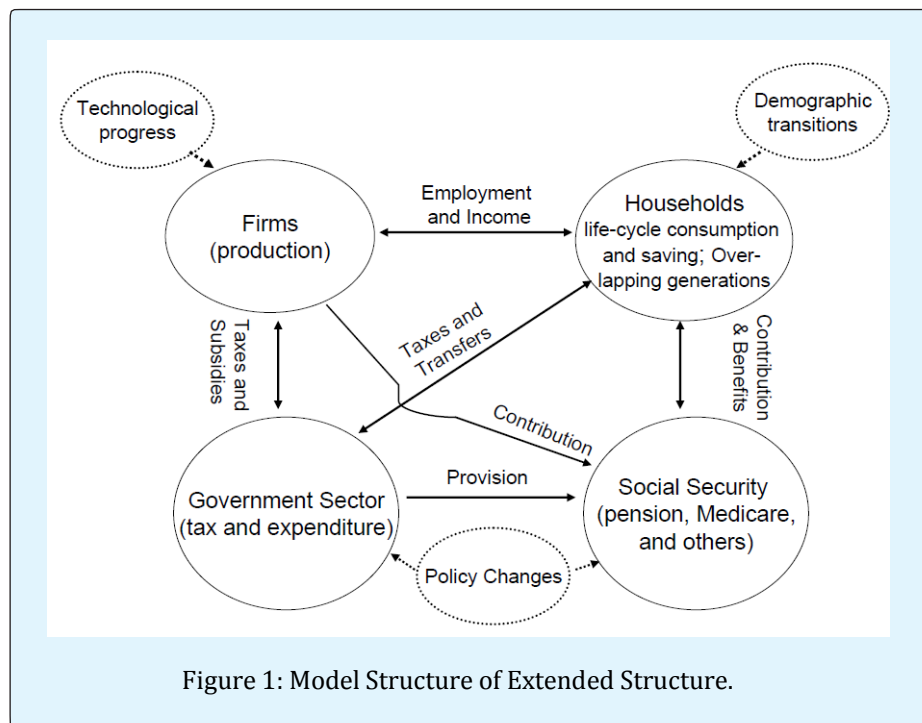 Technological
progress
Demographic
transitions
Employment
and Income
Firms
(production)
Households
life-cycle consumption
and saving; Over-
lapping generations
Taxes and
Subsidies
Taxes and
Transfers
Contribution
& Benefits
Contribution
Provision
Government Sector
(tax and expenditure)
Social Security
(pension, Medicare,
and others)
Policy Changes
Figure 1: Model Structure of Extended Structure.